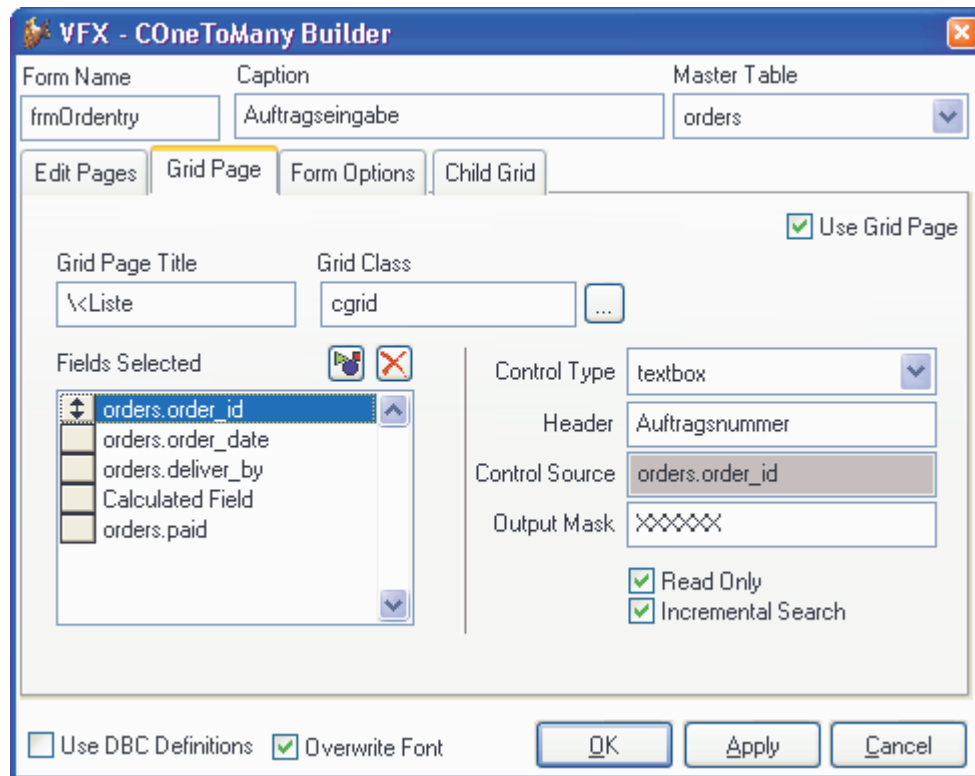 VFX - COneToMany Builder
Form Name Caption Master Table
frmOrdentry Auftragseingabe orders
Edit Pages Grid Page Form Options Child Grid
Use Grid Page
Grid Page Title Grid Class
\<Liste cgrid ...
Fields Selected
Control Type textbox
orders.order_id
orders.order_date
orders.deliver_by
Calculated Field
orders.paid
Header Auftragsnummer
Control Source orders.order_id
Output Mask XXXXXX
Read Only
Incremental Search
Use DBC Definitions Overwrite Font OK Apply Cancel